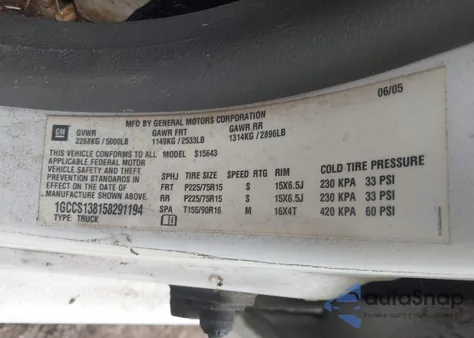 06/05
MFD BY GENERAL MOTORS CORPORATION
GM GVWR GAWR FRT GAWR RR
2268KG / 5000LB 1149KG / 2533LB 1314KG / 2896LB
THIS VEHICLE CONFORMS TO ALL MODEL S15643
APPLICABLE FEDERAL MOTOR
VEHICLE SAFETY AND THEFT
PREVENTION STANDARDS IN
EFFECT ON THE DATE OF
MANUFACTURE SHOWN ABOVE.
1GCCS138158291194
TYPE: TRUCK
SPHJ TIRE SIZE SPEED RTG RIM COLD TIRE PRESSURE
FRT P225/75R15 S 15X6.5J 230 KPA 33 PSI
RR P225/75R15 S 15X6.5J 230 KPA 33 PSI
SPA T155/90R16 M 16X4T 420 KPA 60 PSI
autoSnap